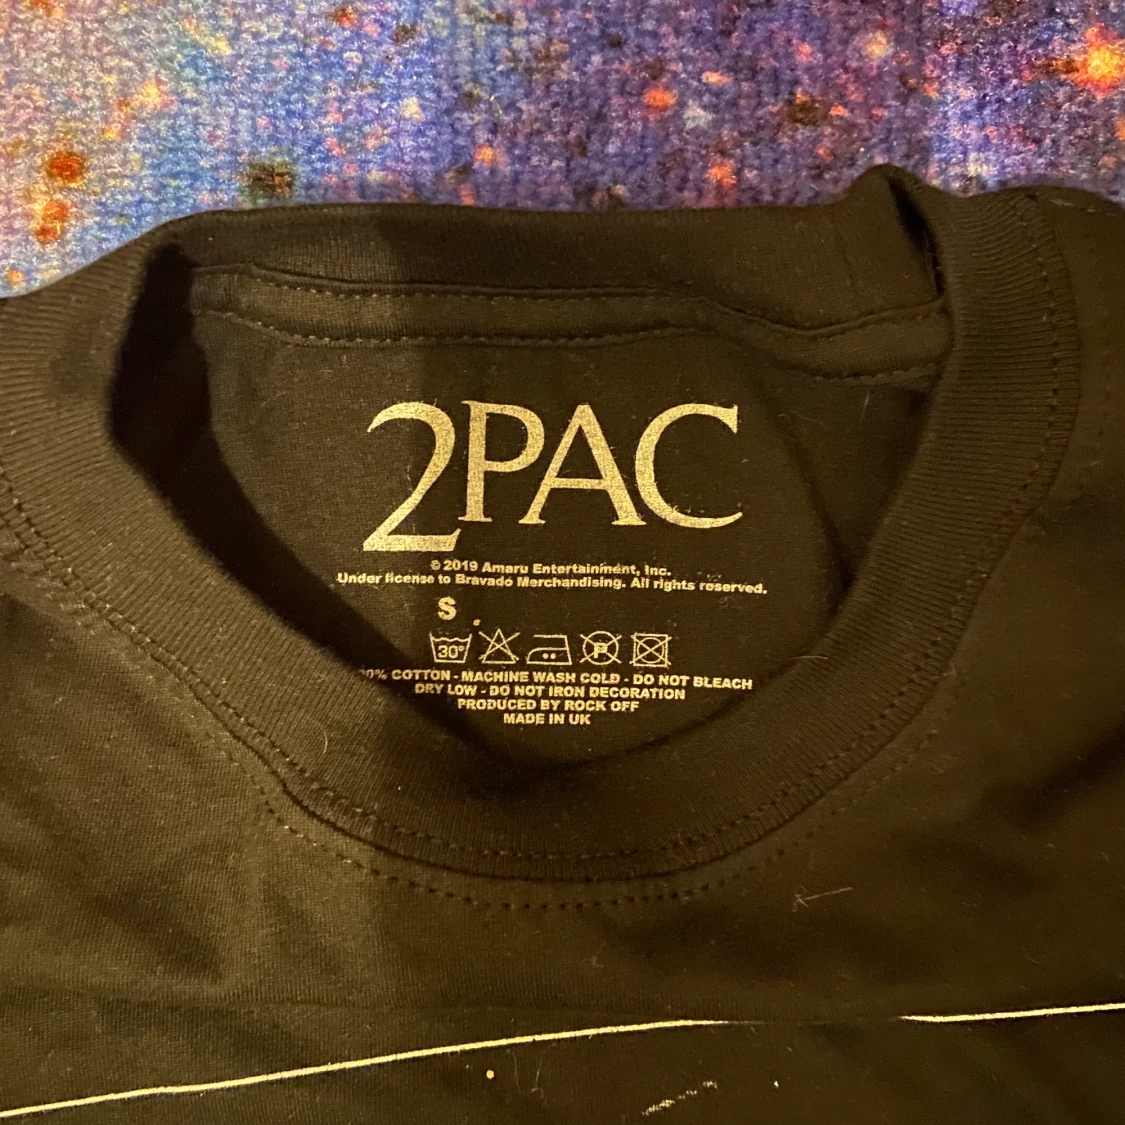 2PAC
© 2019 Amaru Entertainment, Inc.
Under license to Bravado Merchandising. All rights reserved.
S
30° P
0% COTTON - MACHINE WASH COLD - DO NOT BLEACH
DRY LOW - DO NOT IRON DECORATION
PRODUCED BY ROCK OFF
MADE IN UK